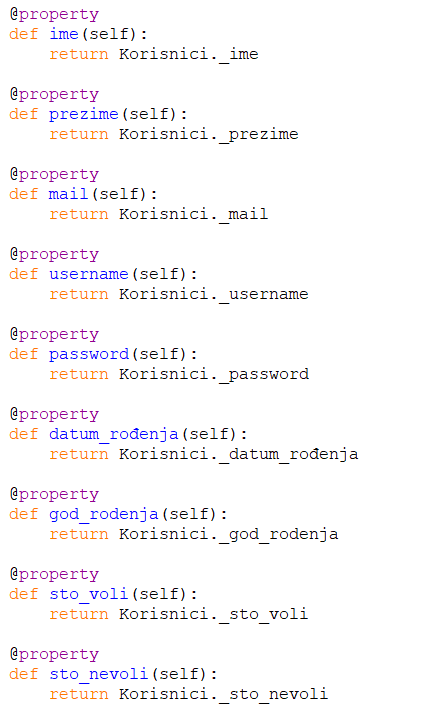 @property
def ime(self):
    return Korisnici._ime

@property
def prezime(self):
    return Korisnici._prezime

@property
def mail(self):
    return Korisnici._mail

@property
def username(self):
    return Korisnici._username

@property
def password(self):
    return Korisnici._password

@property
def datum_rođenja(self):
    return Korisnici._datum_rođenja

@property
def god_rodenja(self):
    return Korisnici._god_rodenja

@property
def sto_voli(self):
    return Korisnici._sto_voli

@property
def sto_nevoli(self):
    return Korisnici._sto_nevoli